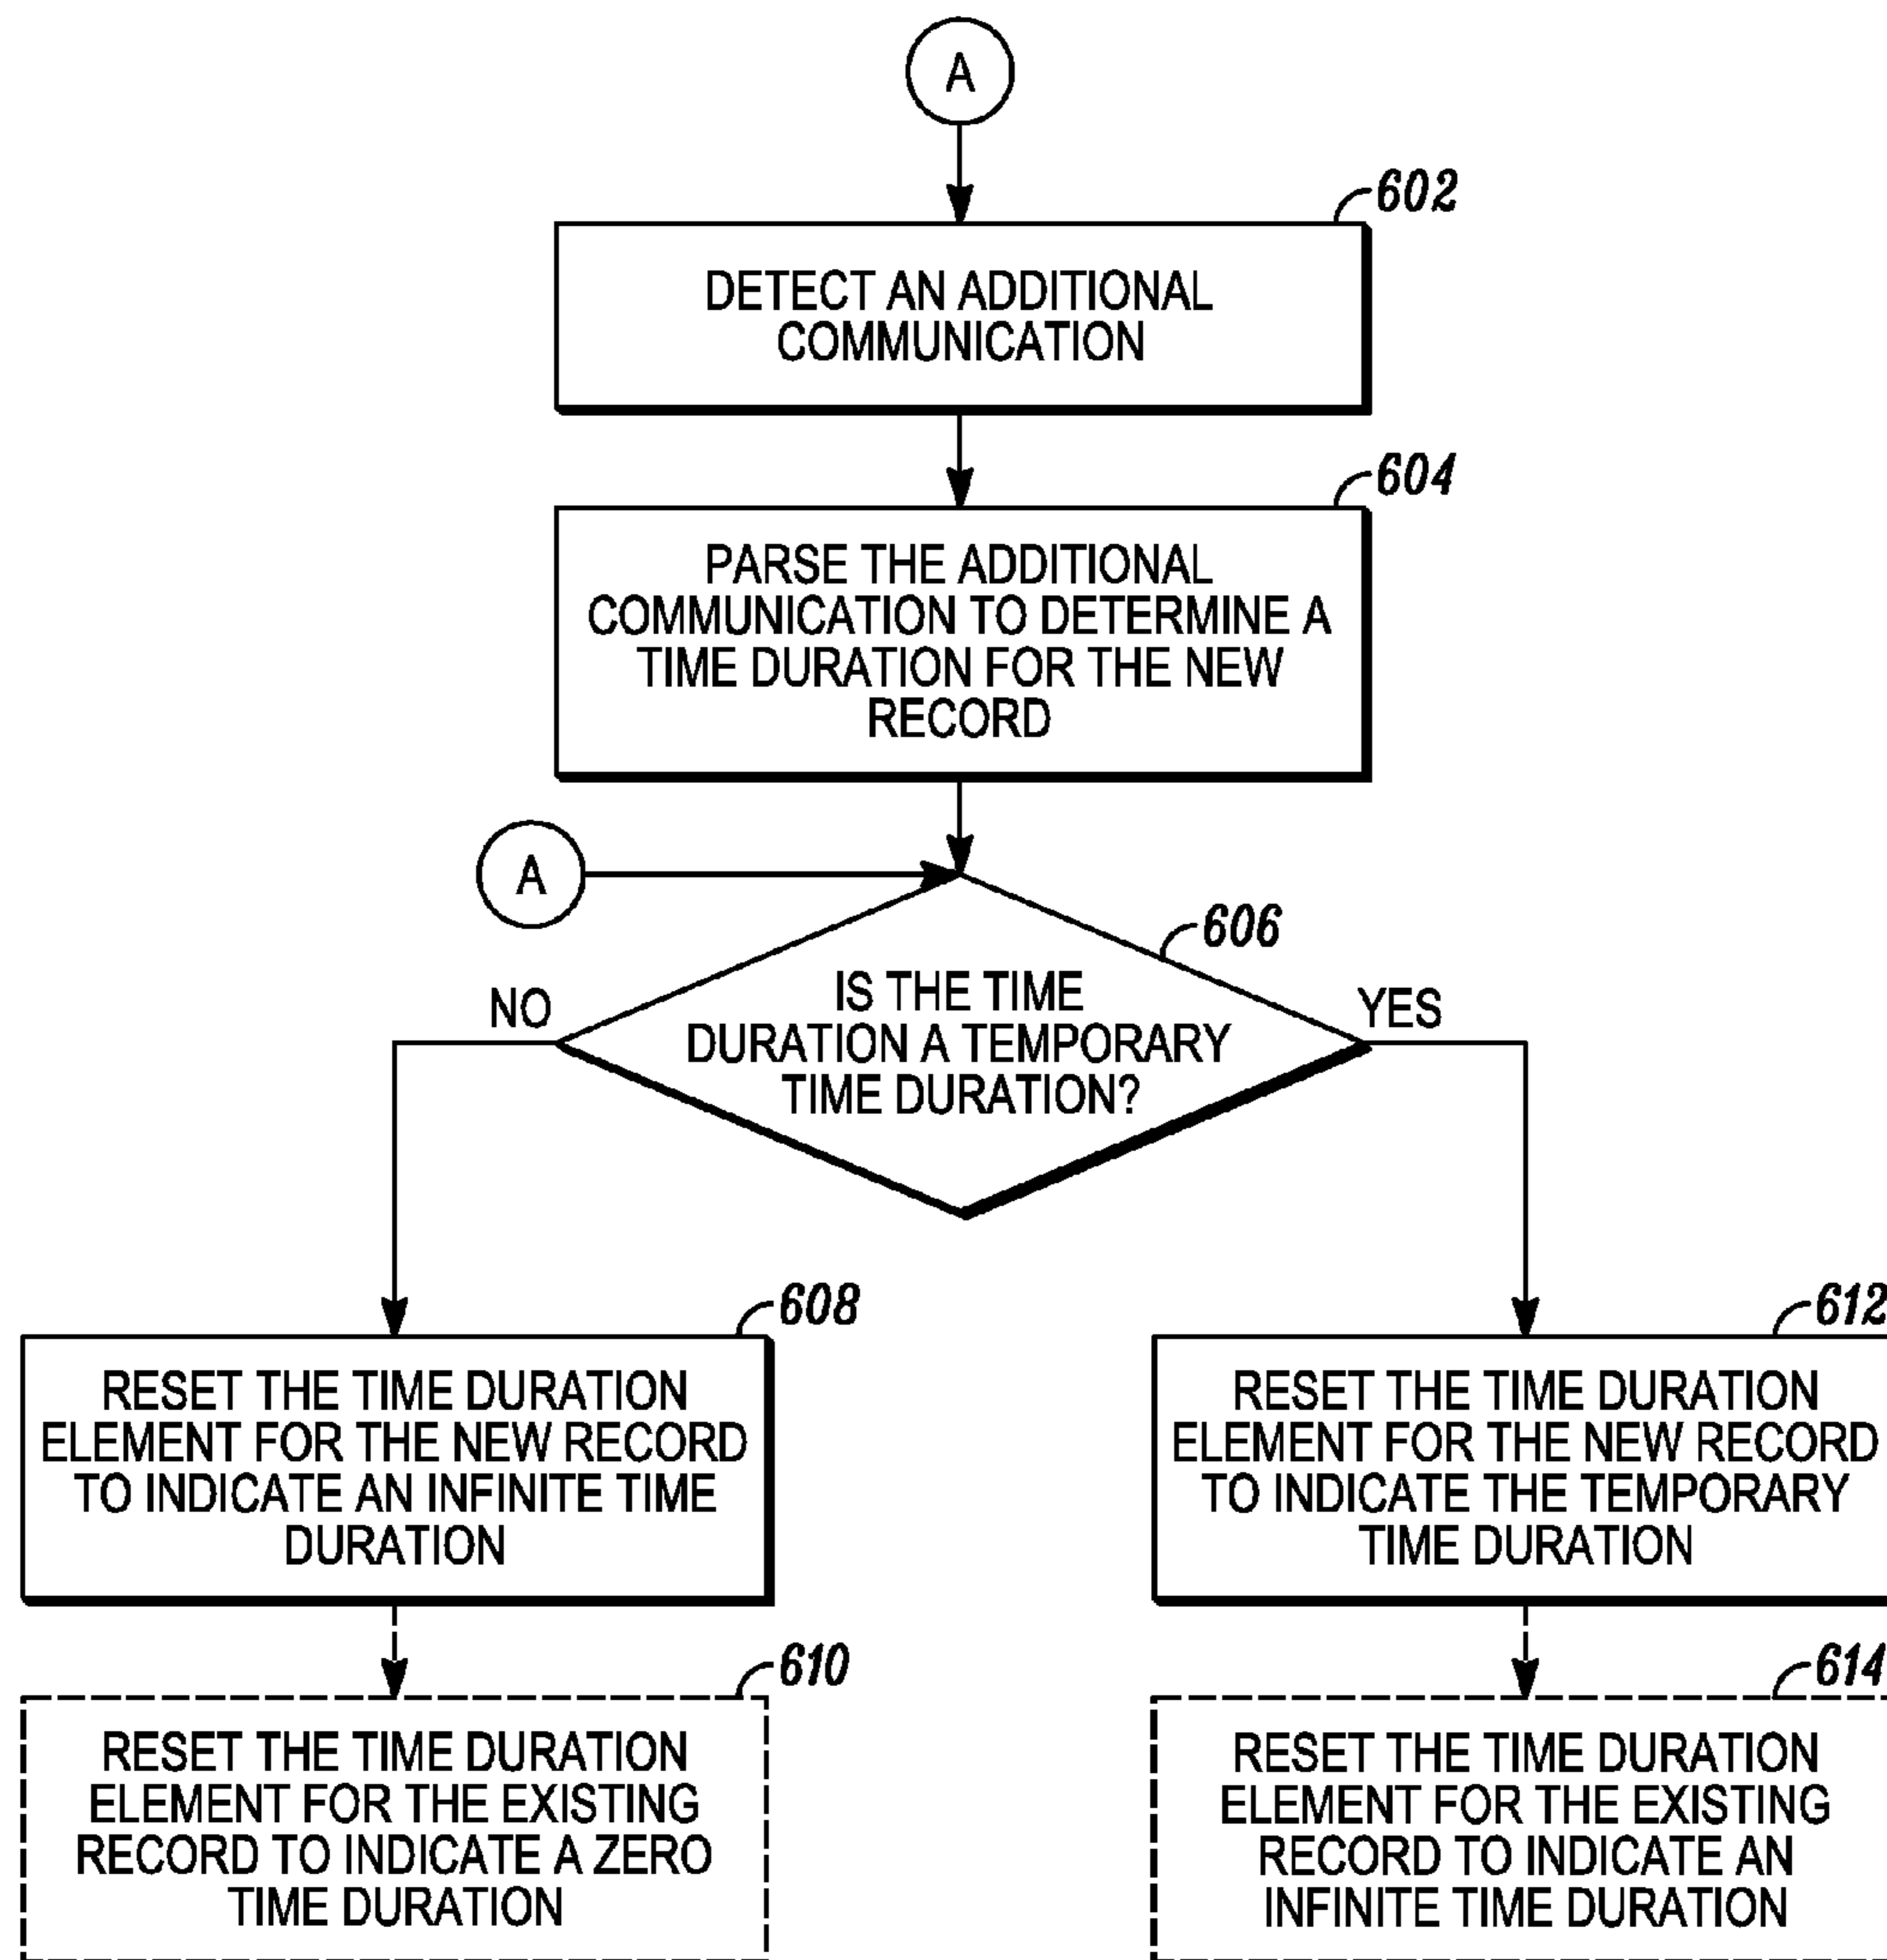 A
602
DETECT AN ADDITIONAL
COMMUNICATION
604
PARSE THE ADDITIONAL
COMMUNICATION TO DETERMINE A
TIME DURATION FOR THE NEW
RECORD
A
606
IS THE TIME
DURATION A TEMPORARY
TIME DURATION?
NO
YES
608
RESET THE TIME DURATION
ELEMENT FOR THE NEW RECORD
TO INDICATE AN INFINITE TIME
DURATION
612
RESET THE TIME DURATION
ELEMENT FOR THE NEW RECORD
TO INDICATE THE TEMPORARY
TIME DURATION
610
RESET THE TIME DURATION
ELEMENT FOR THE EXISTING
RECORD TO INDICATE A ZERO
TIME DURATION
614
RESET THE TIME DURATION
ELEMENT FOR THE EXISTING
RECORD TO INDICATE AN
INFINITE TIME DURATION